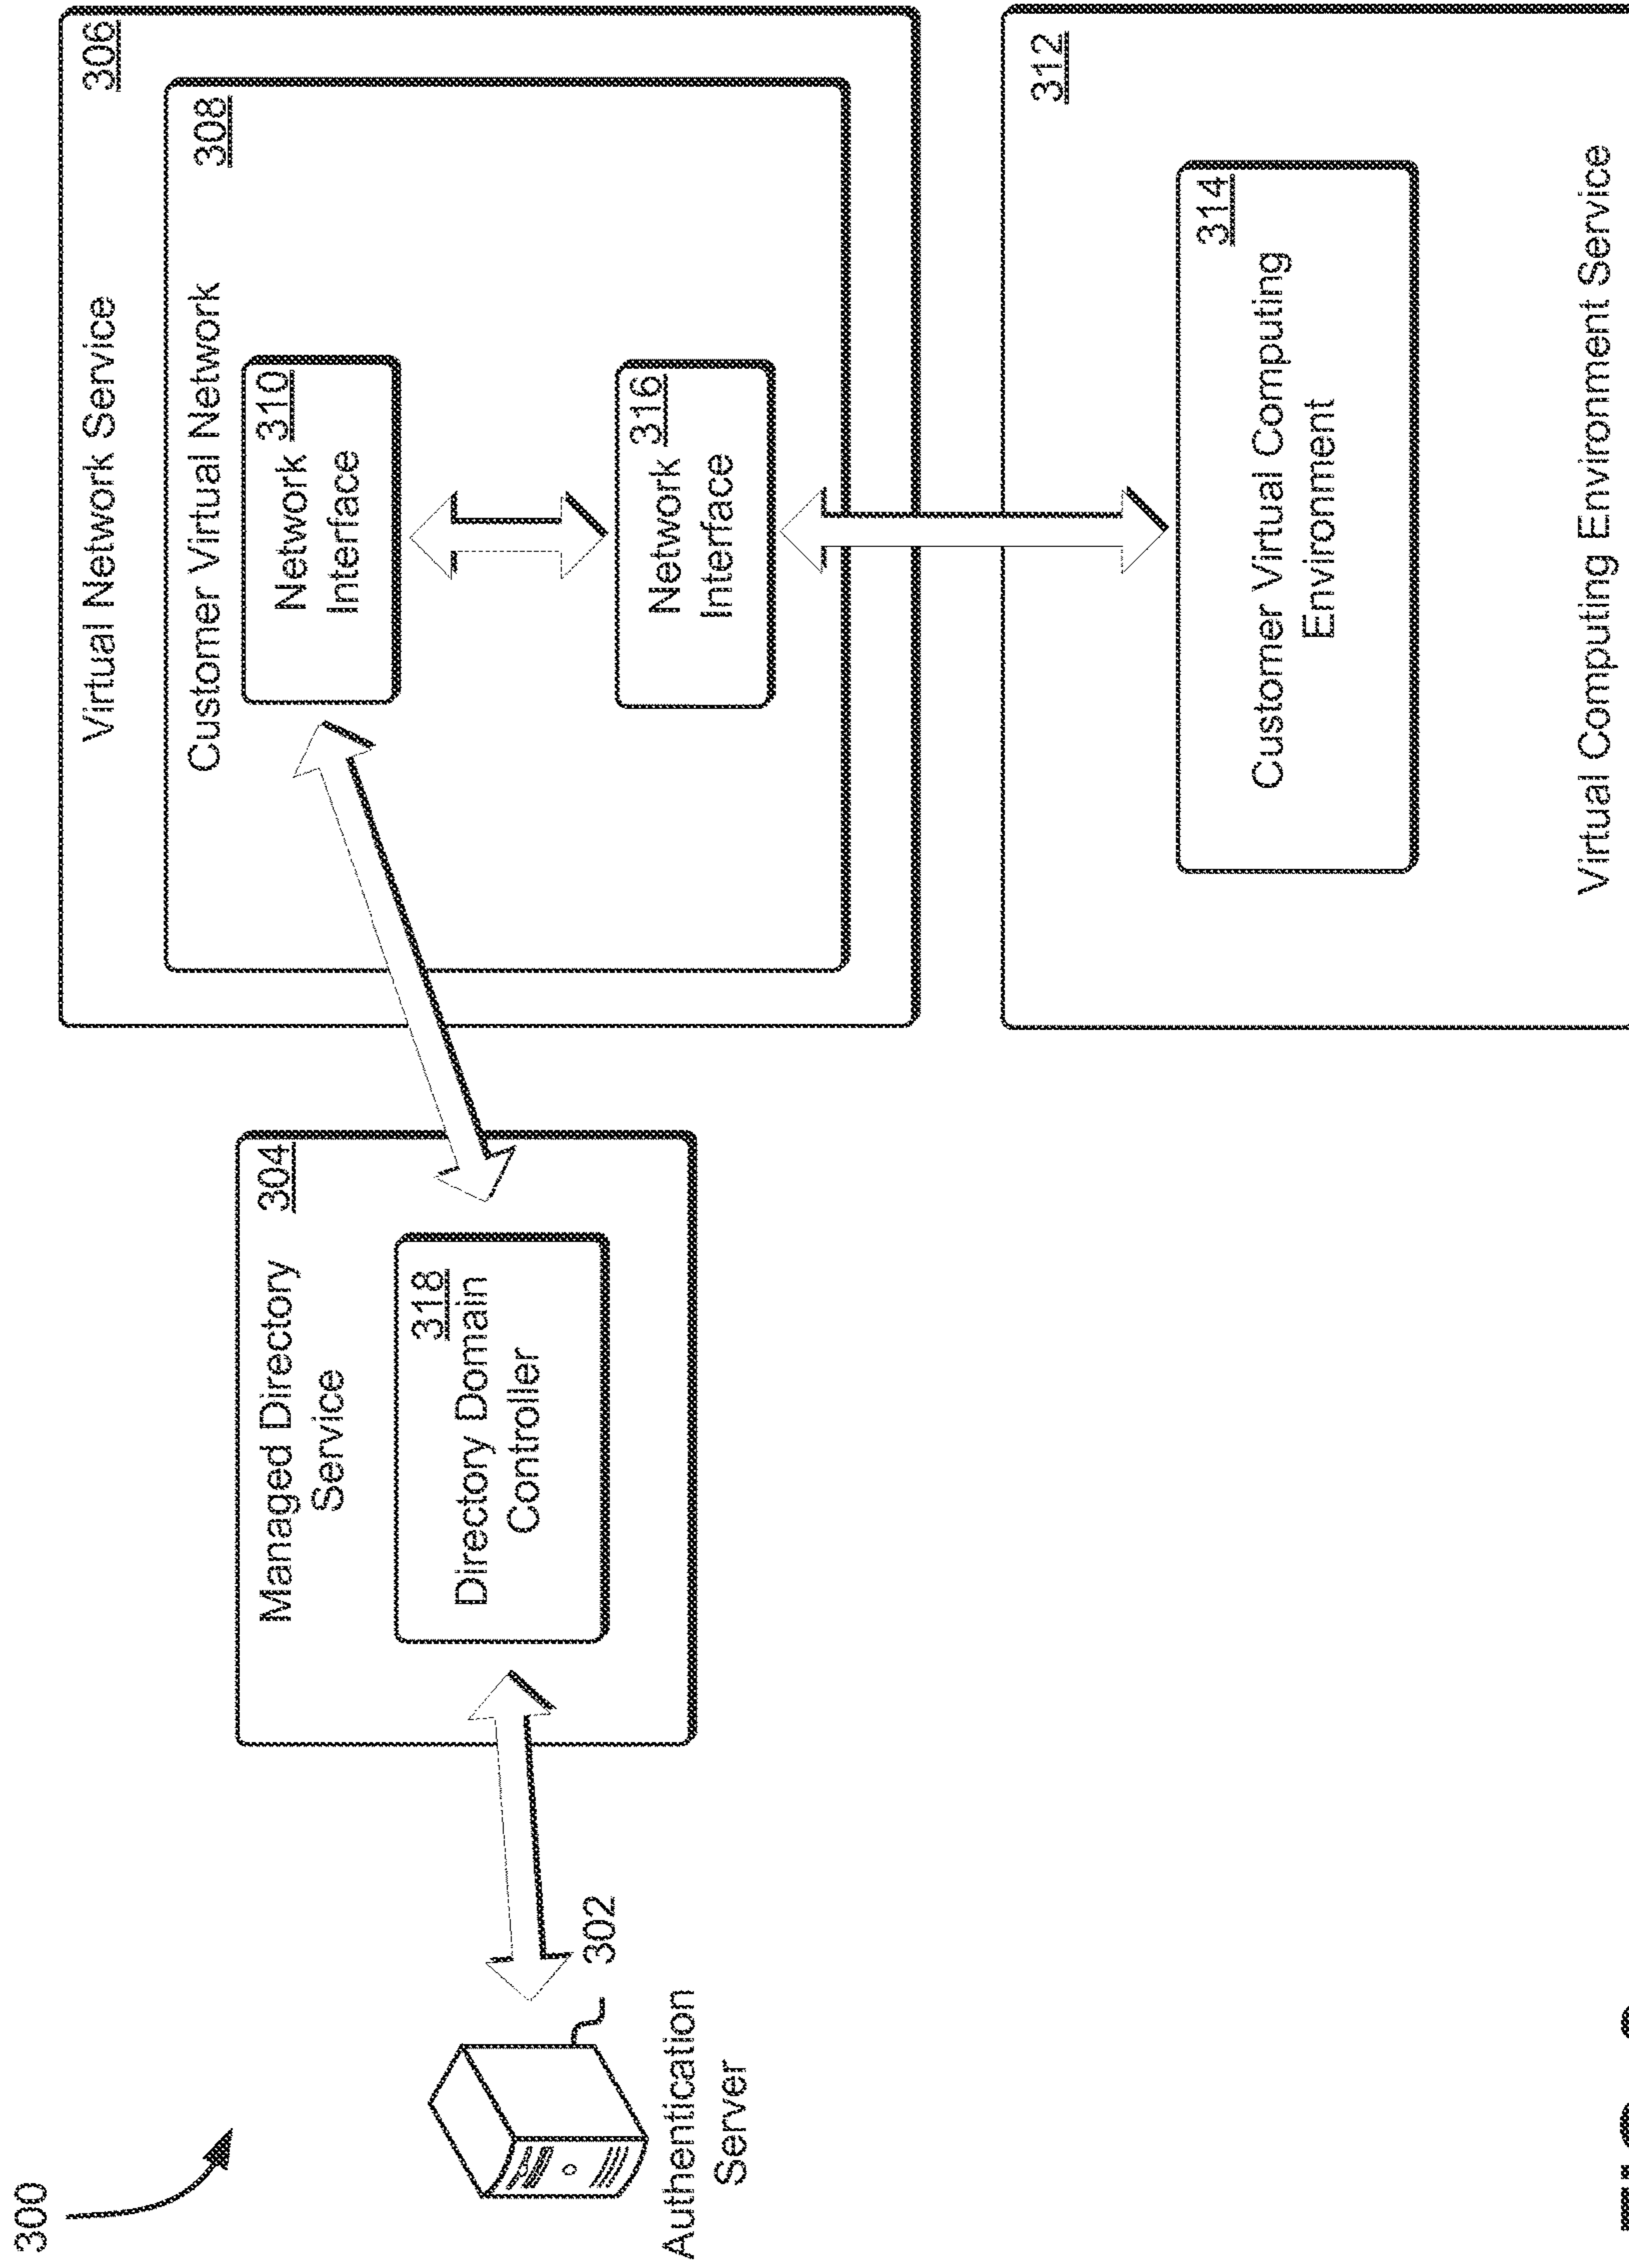 300
Authentication
Server
302
Managed Directory
Service
304
318
Directory Domain
Controller
Virtual Network Service
306
Customer Virtual Network
308
Network
310
Interface
Network
316
Interface
312
314
Customer Virtual Computing
Environment
Virtual Computing Environment Service